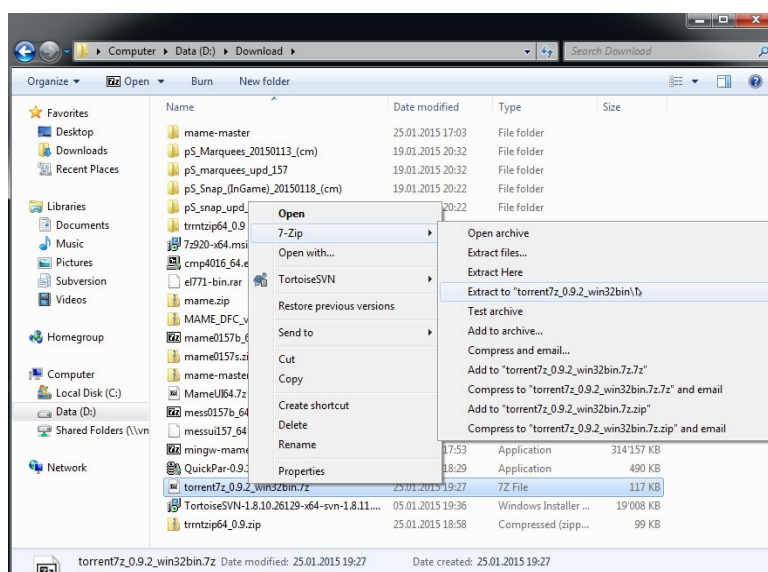 Computer ▸ Data (D:) ▸ Download ▸
Search Download
Organize Open Burn New folder
Name Date modified Type Size
Favorites
Desktop
Downloads
Recent Places
Libraries
Documents
Music
Pictures
Subversion
Videos
Homegroup
Computer
Local Disk (C:)
Data (D:)
Shared Folders (\\vn
Network
mame-master 25.01.2015 17:03 File folder
pS_Marquees_20150113_(cm) 19.01.2015 20:32 File folder
pS_marquees_upd_157 19.01.2015 20:32 File folder
pS_Snap_(InGame)_20150118_(cm) 19.01.2015 20:22 File folder
pS_snap_upd_ 20:22 File folder
trrntzip64_0.9
7z920-x64.msi
cmp4016_64.e
el771-bin.rar
mame.zip
MAME_DFC_v
mame0157b_6
mame0157s.zi
mame-master
MameUI64.7z
mess0157b_64
messui157_64
mingw-mame 17:53 Application 314'157 KB
QuickPar-0.9. 18:29 Application 490 KB
torrent7z_0.9.2_win32bin.7z 25.01.2015 19:27 7Z File 117 KB
TortoiseSVN-1.8.10.26129-x64-svn-1.8.11.... 05.01.2015 19:36 Windows Installer ... 19'008 KB
trrntzip64_0.9.zip 25.01.2015 18:58 Compressed (zipp... 99 KB
Open
7-Zip
Open with...
TortoiseSVN
Restore previous versions
Send to
Cut
Copy
Create shortcut
Delete
Rename
Properties
Open archive
Extract files...
Extract Here
Extract to "torrent7z_0.9.2_win32bin\"
Test archive
Add to archive...
Compress and email...
Add to "torrent7z_0.9.2_win32bin.7z.7z"
Compress to "torrent7z_0.9.2_win32bin.7z.7z" and email
Add to "torrent7z_0.9.2_win32bin.7z.zip"
Compress to "torrent7z_0.9.2_win32bin.7z.zip" and email
torrent7z_0.9.2_win32bin.7z Date modified: 25.01.2015 19:27 Date created: 25.01.2015 19:27